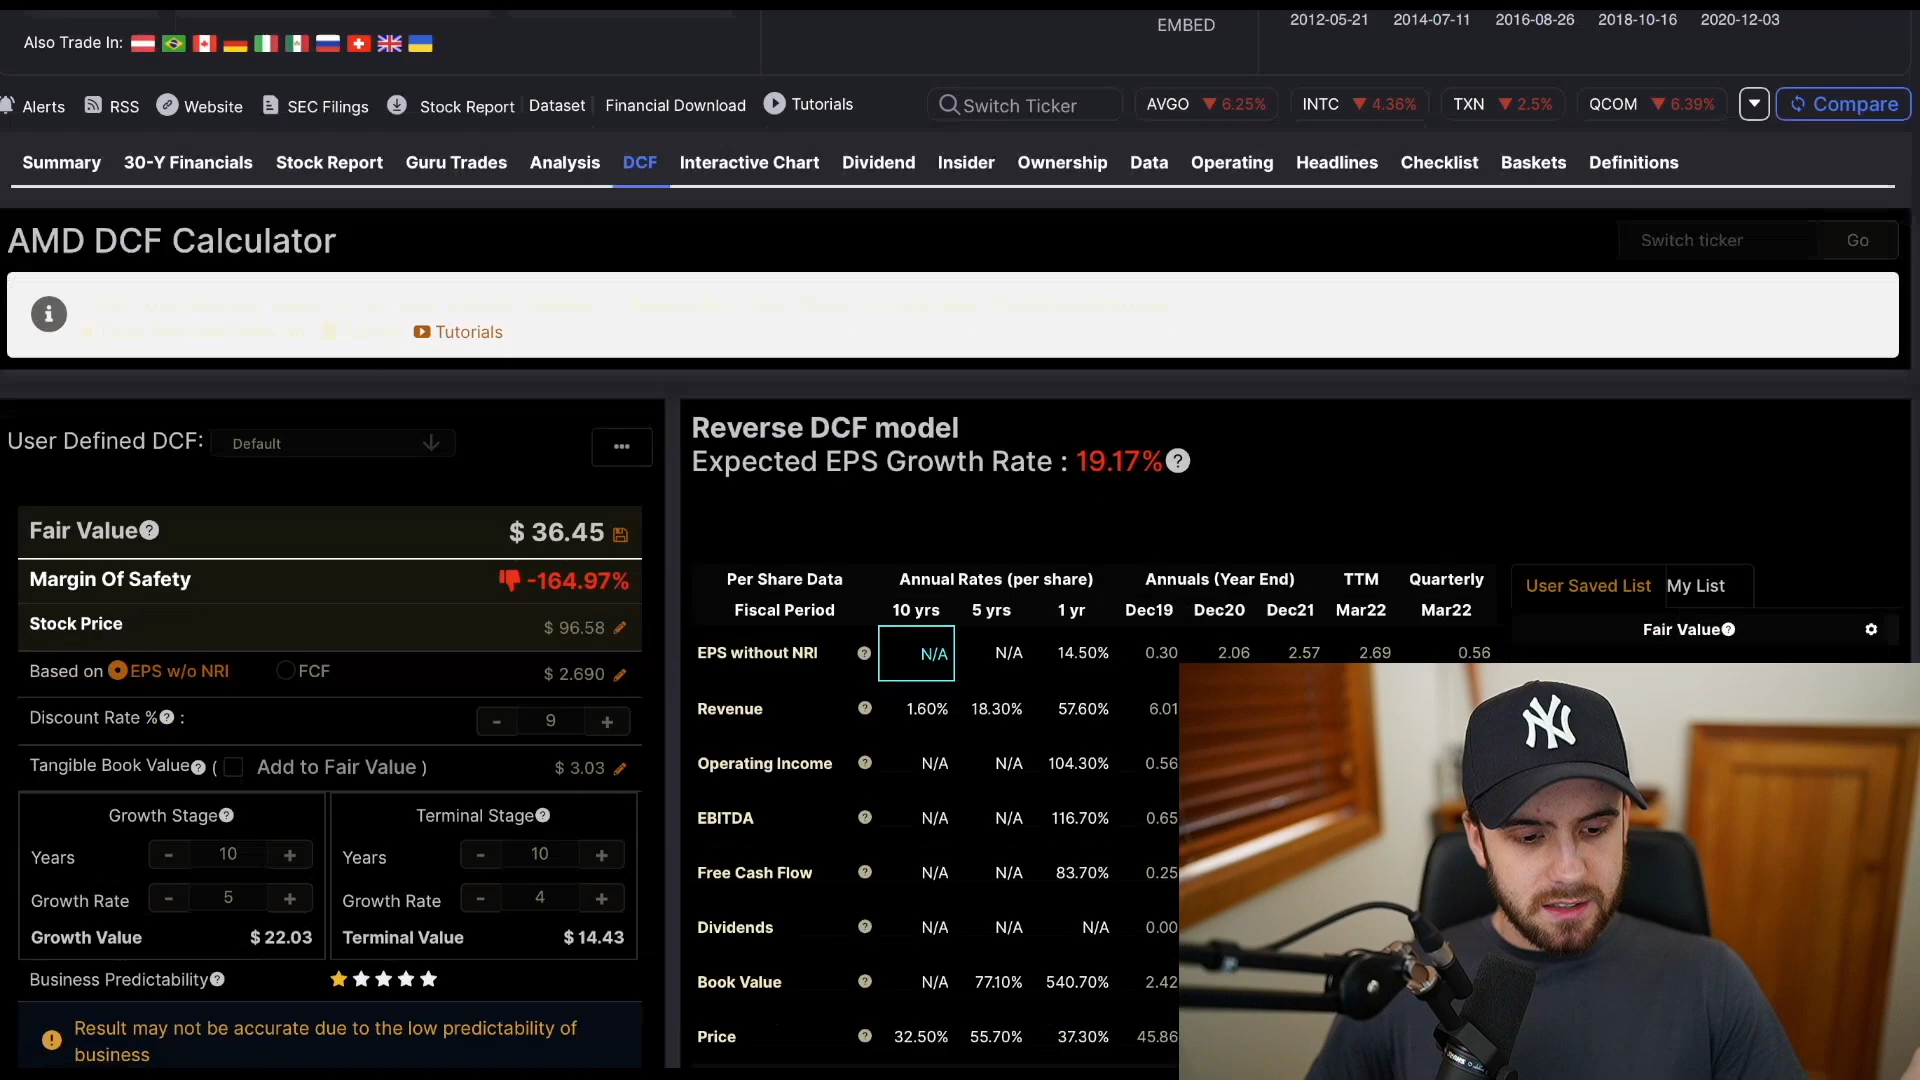 EMBED
2012-05-21 2014-07-11 2016-08-26 2018-10-16 2020-12-03
Also Trade In:
Alerts RSS Website SEC Filings Stock Report Dataset Financial Download Tutorials
Switch Ticker AVGO ▼ 6.25% INTC ▼ 4.36% TXN ▼ 2.5% QCOM ▼ 6.39% Compare
Summary 30-Y Financials Stock Report Guru Trades Analysis DCF Interactive Chart Dividend Insider Ownership Data Operating Headlines Checklist Baskets Definitions
AMD DCF Calculator
Switch ticker Go
Tutorials
User Defined DCF: Default ...
Fair Value $ 36.45
Margin Of Safety -164.97%
Stock Price $ 96.58
Based on EPS w/o NRI FCF $ 2.690
Discount Rate % : - 9 +
Tangible Book Value ( Add to Fair Value ) $ 3.03
Growth Stage
Years - 10 +
Growth Rate - 5 +
Growth Value $ 22.03
Terminal Stage
Years - 10 +
Growth Rate - 4 +
Terminal Value $ 14.43
Business Predictability
Result may not be accurate due to the low predictability of
business
Reverse DCF model
Expected EPS Growth Rate : 19.17%
Per Share Data Annual Rates (per share) Annuals (Year End) TTM Quarterly
Fiscal Period 10 yrs 5 yrs 1 yr Dec19 Dec20 Dec21 Mar22 Mar22
EPS without NRI N/A N/A 14.50% 0.30 2.06 2.57 2.69 0.56
Revenue 1.60% 18.30% 57.60% 6.01
Operating Income N/A N/A 104.30% 0.56
EBITDA N/A N/A 116.70% 0.65
Free Cash Flow N/A N/A 83.70% 0.25
Dividends N/A N/A N/A 0.00
Book Value N/A 77.10% 540.70% 2.42
Price 32.50% 55.70% 37.30% 45.86
User Saved List My List
Fair Value
NY